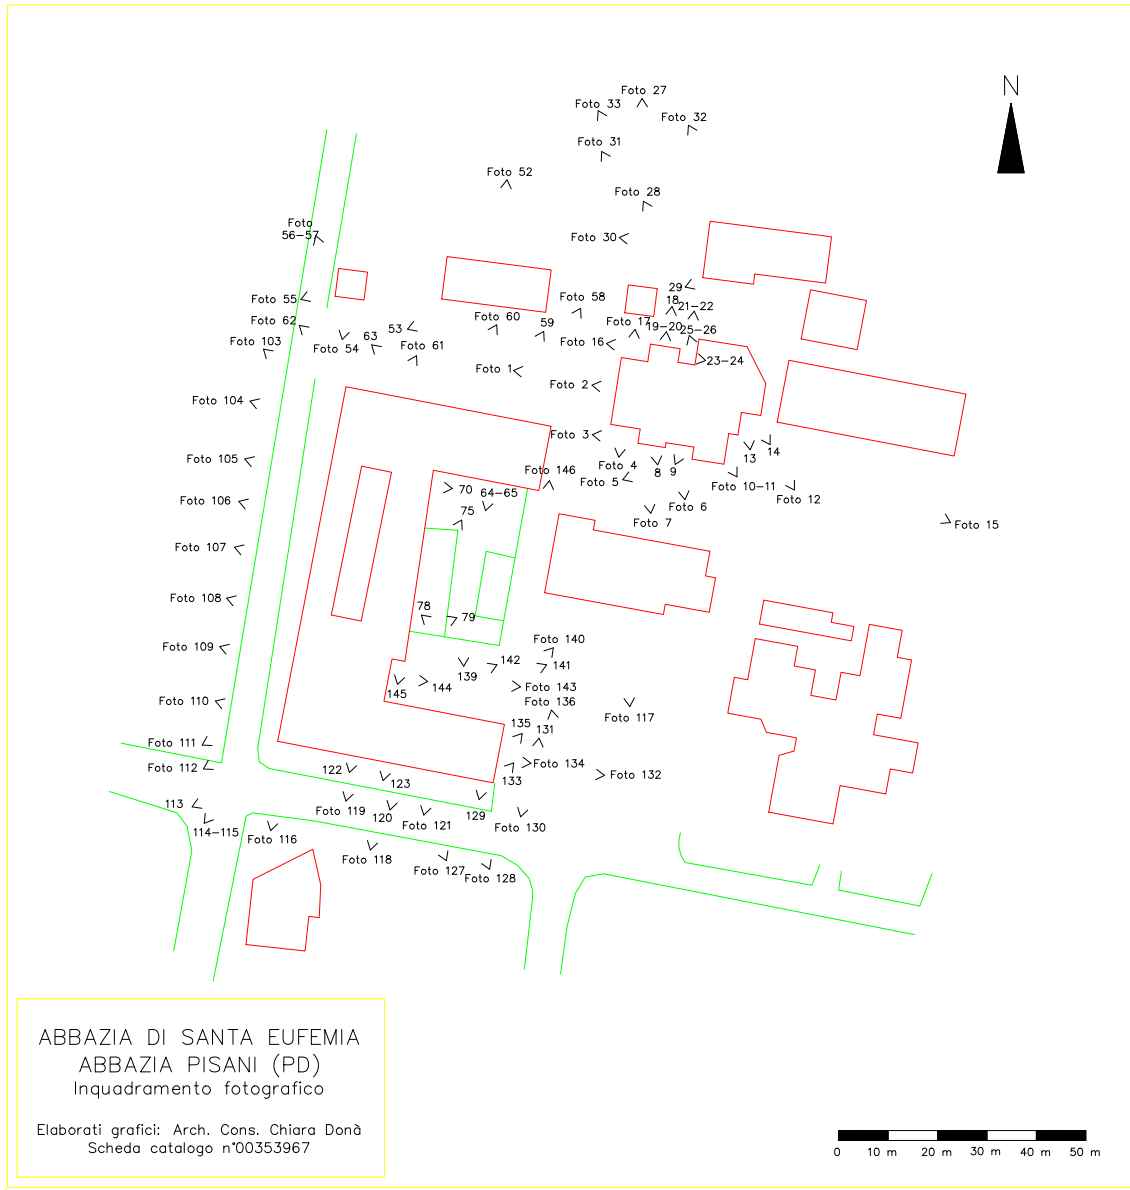 Foto 27
Foto 33
N
Foto 32
Foto 31
Foto 52
Foto 28
Foto
56-57
Foto 30
29
Foto 55
Foto 58
18
21-22
Foto 62
Foto 60
59
Foto 17
19-20
25-26
53
63
Foto 103
Foto 54
Foto 61
Foto 16
23-24
Foto 1
Foto 2
Foto 104
Foto 3
13
14
Foto 105
Foto 4
8
9
Foto 146
Foto 5
Foto 10-11
70
64-65
Foto 12
Foto 106
75
Foto 6
Foto 7
Foto 15
Foto 107
Foto 108
78
79
Foto 140
Foto 109
142
141
139
145
144
Foto 143
Foto 110
Foto 136
Foto 117
135
131
Foto 111
Foto 134
Foto 112
122
123
133
Foto 132
113
Foto 119
120
Foto 121
129
Foto 130
114-115
Foto 116
Foto 118
Foto 127
Foto 128
ABBAZIA DI SANTA EUFEMIA
ABBAZIA PISANI (PD)
Inquadramento fotografico
Elaborati grafici: Arch. Cons. Chiara Donà
Scheda catalogo n°00353967
0 10 m 20 m 30 m 40 m 50 m